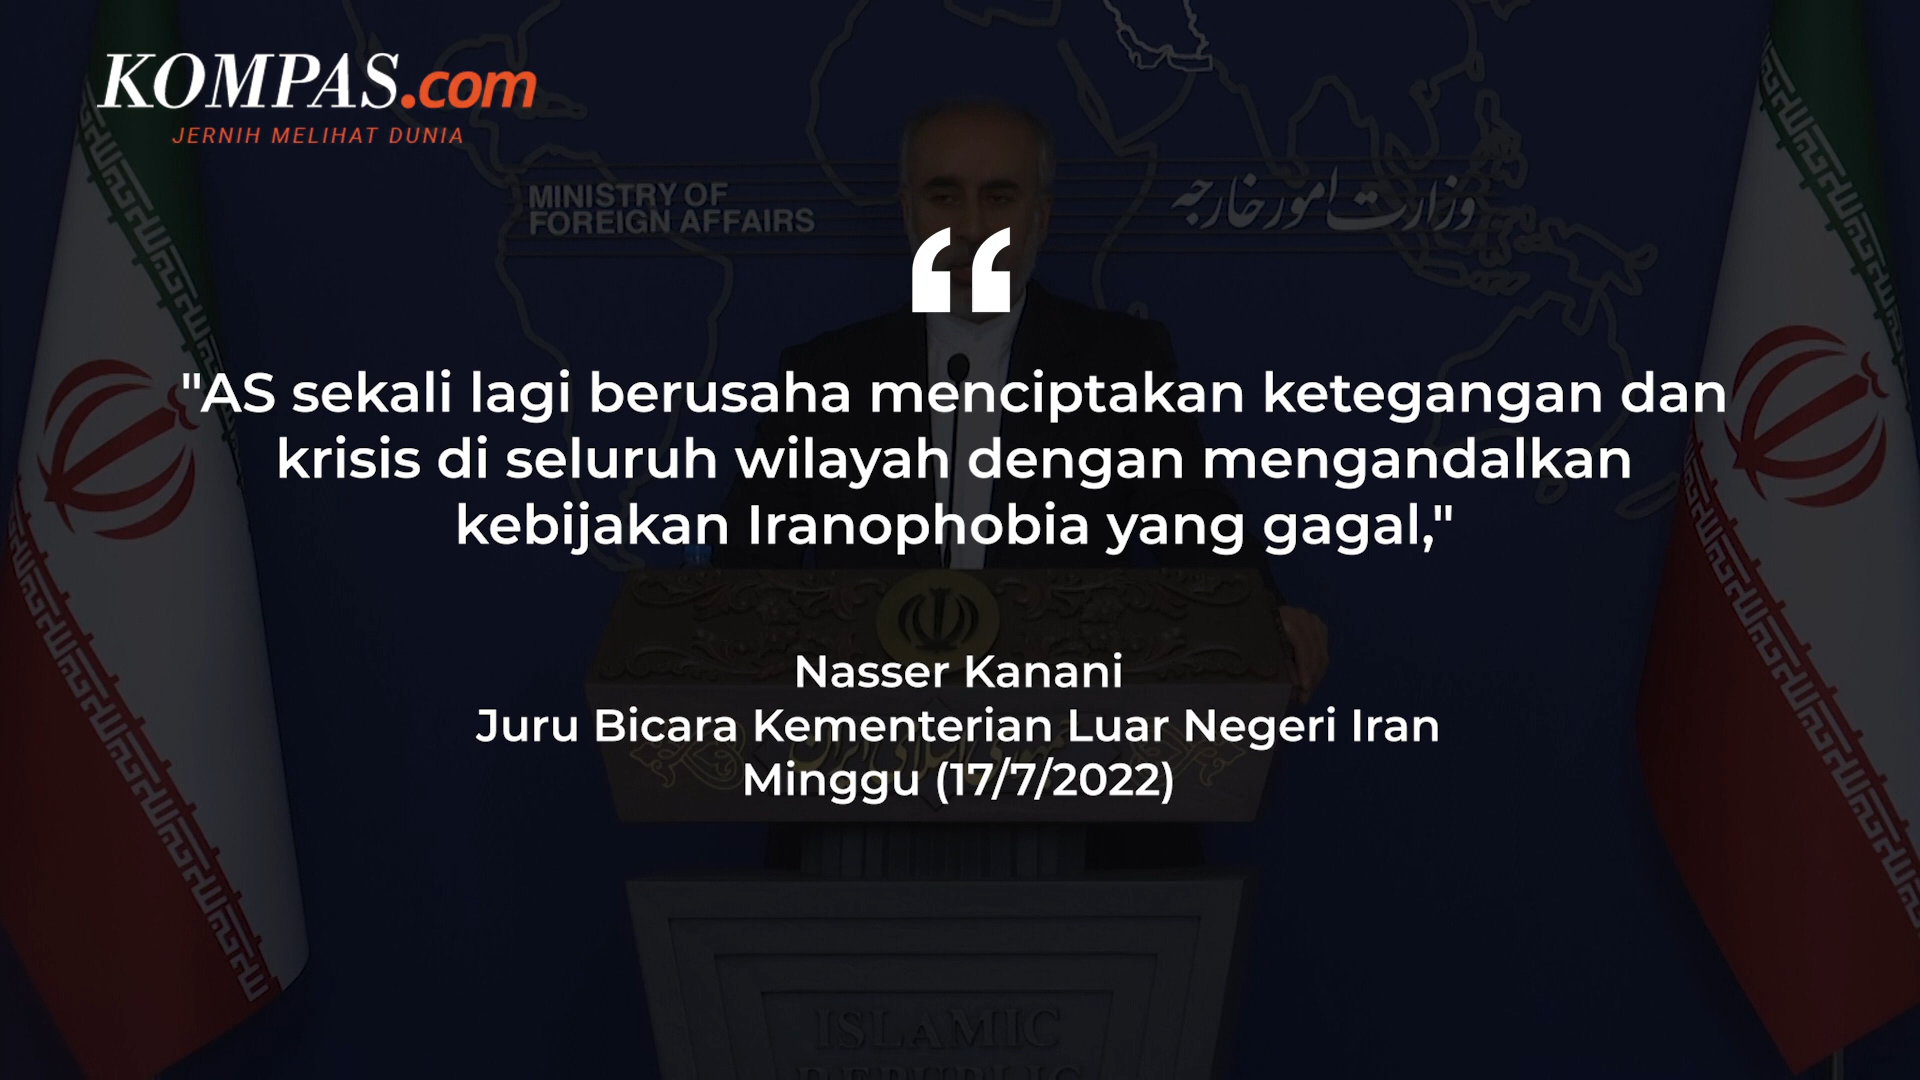 KOMPAS.com
JERNIH MELIHAT DUNIA
MINISTRY OF
FOREIGN AFFAIRS
وزارت امور خارجه
“
"AS sekali lagi berusaha menciptakan ketegangan dan
krisis di seluruh wilayah dengan mengandalkan
kebijakan Iranophobia yang gagal,"
Nasser Kanani
Juru Bicara Kementerian Luar Negeri Iran
Minggu (17/7/2022)
ISLAMIC
REPUBLIC